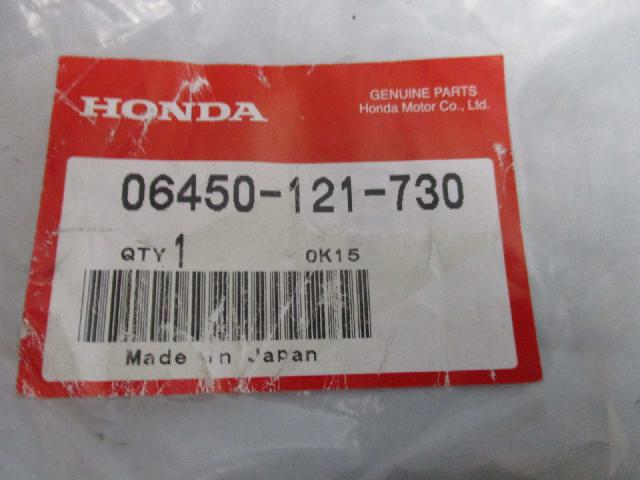 HONDA
GENUINE PARTS
Honda Motor Co., Ltd.
06450-121-730
QTY 1 0K15
Made in Japan